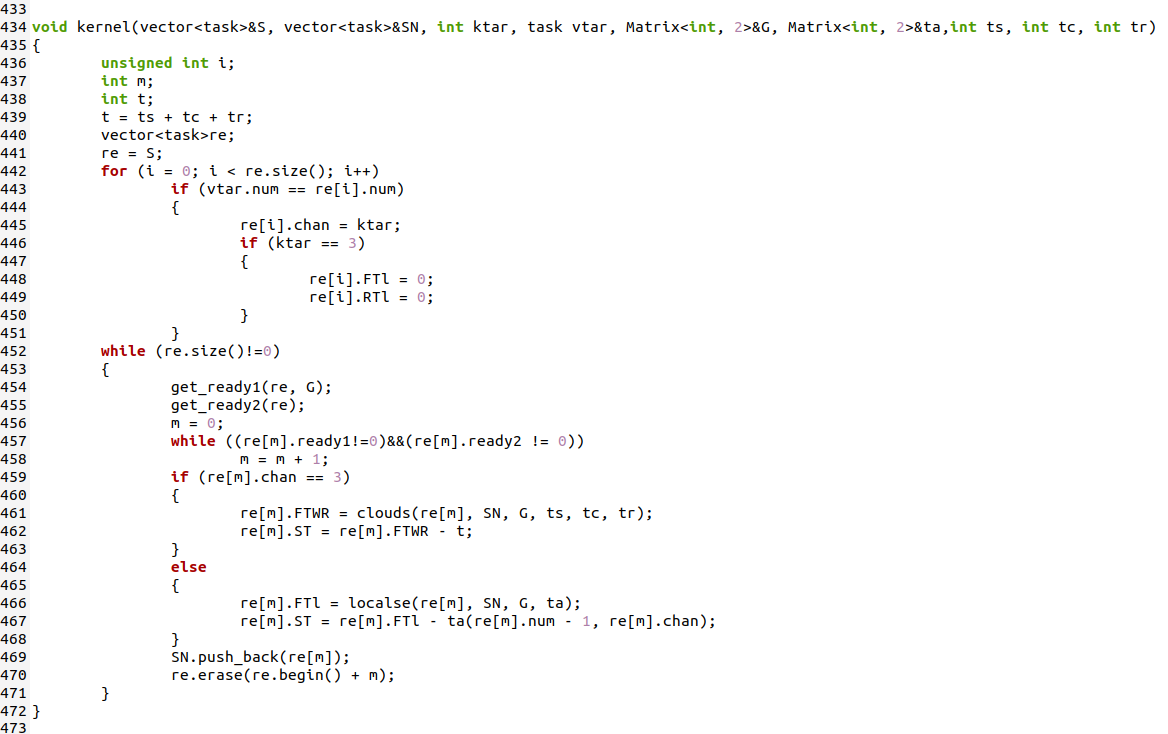 433
434 void kernel(vector<task>&S, vector<task>&SN, int ktar, task vtar, Matrix<int, 2>&G, Matrix<int, 2>&ta,int ts, int tc, int tr)
435 {
436         unsigned int i;
437         int m;
438         int t;
439         t = ts + tc + tr;
440         vector<task>re;
441         re = S;
442         for (i = 0; i < re.size(); i++)
443                 if (vtar.num == re[i].num)
444                 {
445                         re[i].chan = ktar;
446                         if (ktar == 3)
447                         {
448                                 re[i].FTl = 0;
449                                 re[i].RTl = 0;
450                         }
451                 }
452         while (re.size()!=0)
453         {
454                 get_ready1(re, G);
455                 get_ready2(re);
456                 m = 0;
457                 while ((re[m].ready1!=0)&&(re[m].ready2 != 0))
458                         m = m + 1;
459                 if (re[m].chan == 3)
460                 {
461                         re[m].FTWR = clouds(re[m], SN, G, ts, tc, tr);
462                         re[m].ST = re[m].FTWR - t;
463                 }
464                 else
465                 {
466                         re[m].FTl = localse(re[m], SN, G, ta);
467                         re[m].ST = re[m].FTl - ta(re[m].num - 1, re[m].chan);
468                 }
469                 SN.push_back(re[m]);
470                 re.erase(re.begin() + m);
471         }
472 }
473